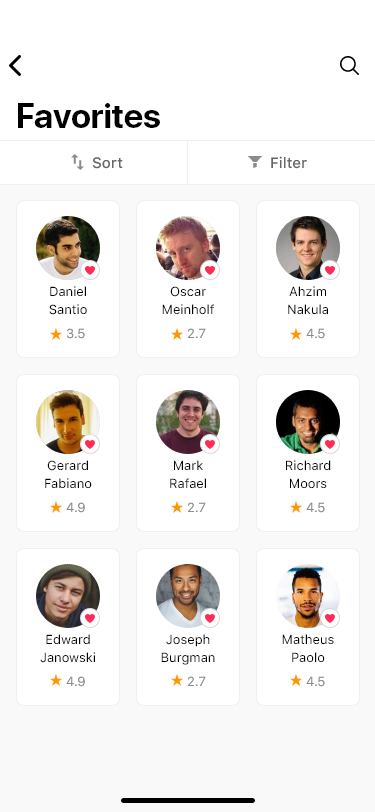 Favorites
Sort
Filter
Daniel
Santio
3.5
Oscar
Meinholf
2.7
Ahzim
Nakula
4.5
Gerard
Fabiano
4.9
Mark
Rafael
2.7
Richard
Moors
4.5
Edward
Janowski
4.9
Joseph
Burgman
2.7
Matheus
Paolo
4.5